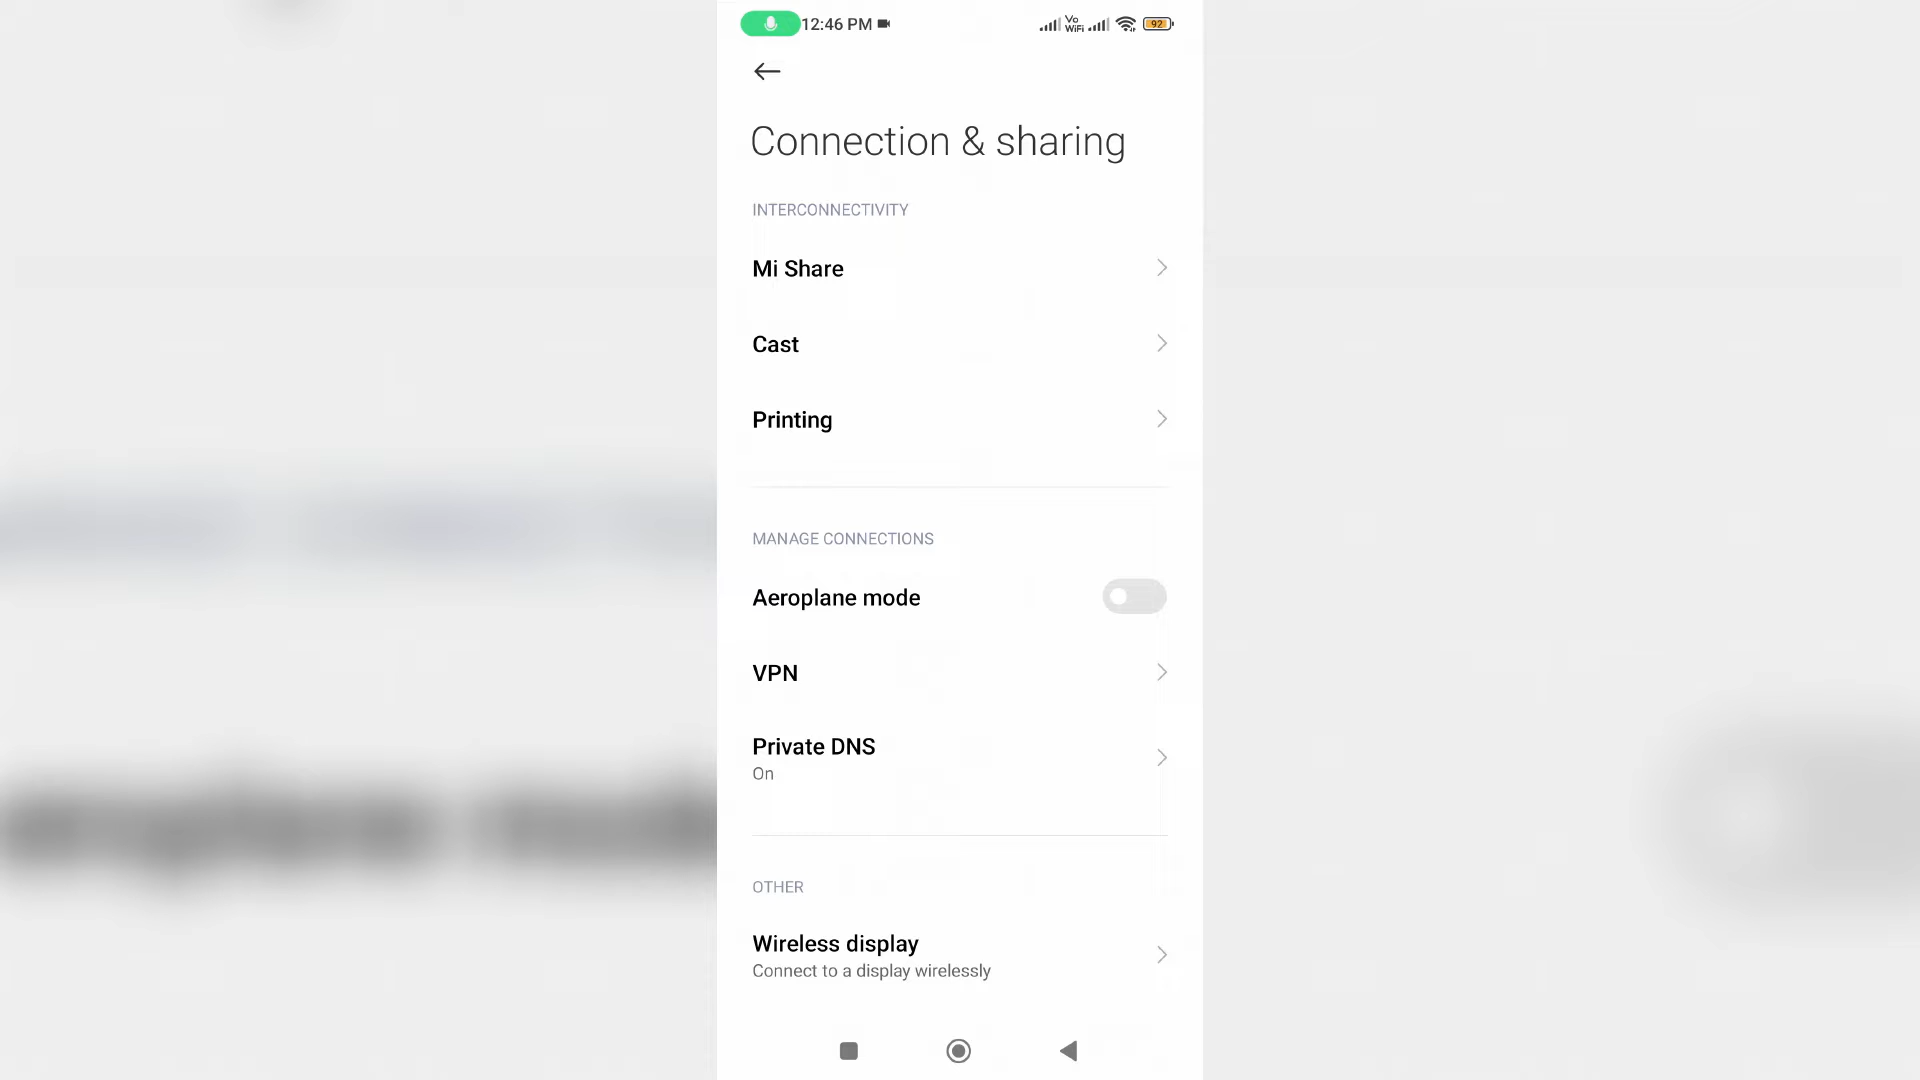 12:46 PM
Vo
WiFi
92
Connection & sharing
INTERCONNECTIVITY
Mi Share
Cast
Printing
MANAGE CONNECTIONS
Aeroplane mode
VPN
Private DNS
On
OTHER
Wireless display
Connect to a display wirelessly